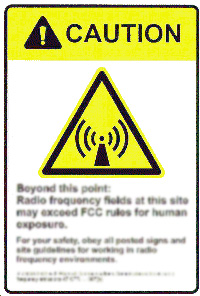 CAUTION
Beyond this point:
Radio frequency fields at this site
may exceed FCC rules for human
exposure.
For your safety, obey all posted signs and
site guidelines for working in radio
frequency environments.